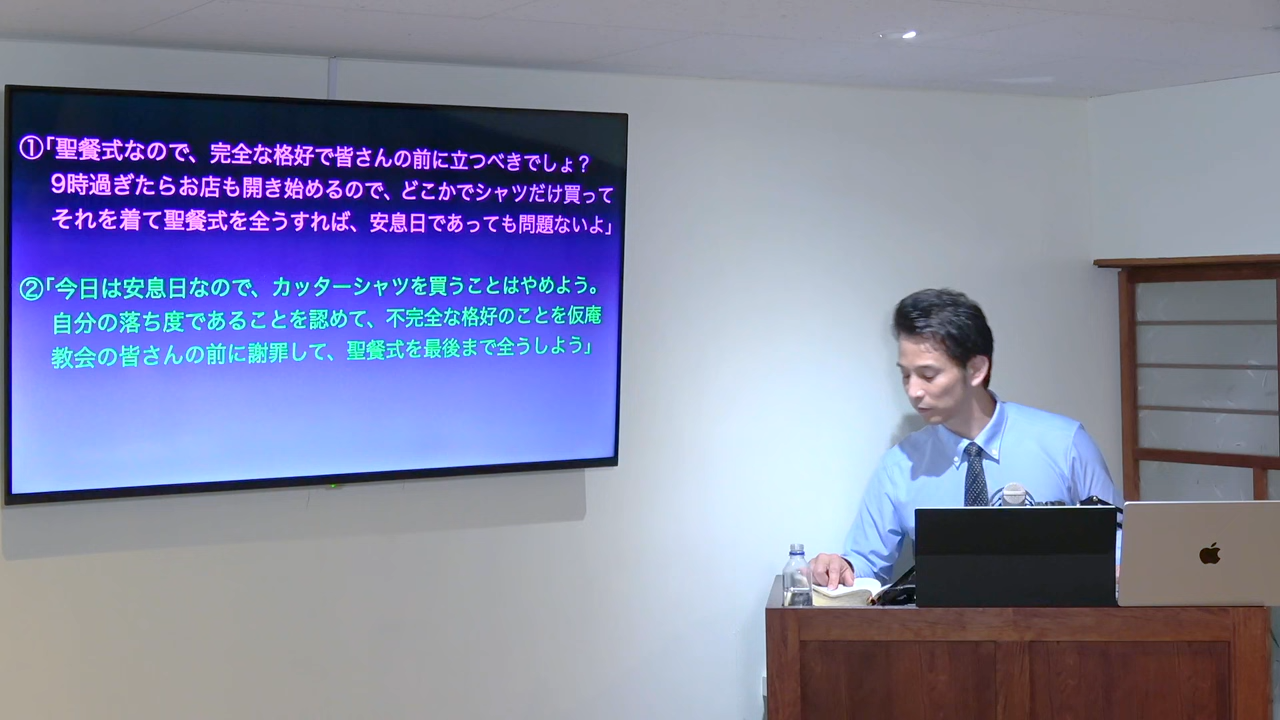 ①「聖餐式なので、完全な格好で皆さんの前に立つべきでしょ？
9時過ぎたらお店も開き始めるので、どこかでシャツだけ買って
それを着て聖餐式を全うすれば、安息日であっても問題ないよ」
②「今日は安息日なので、カッターシャツを買うことはやめよう。
自分の落ち度であることを認めて、不完全な格好のことを仮庵
教会の皆さんの前に謝罪して、聖餐式を最後まで全うしよう」